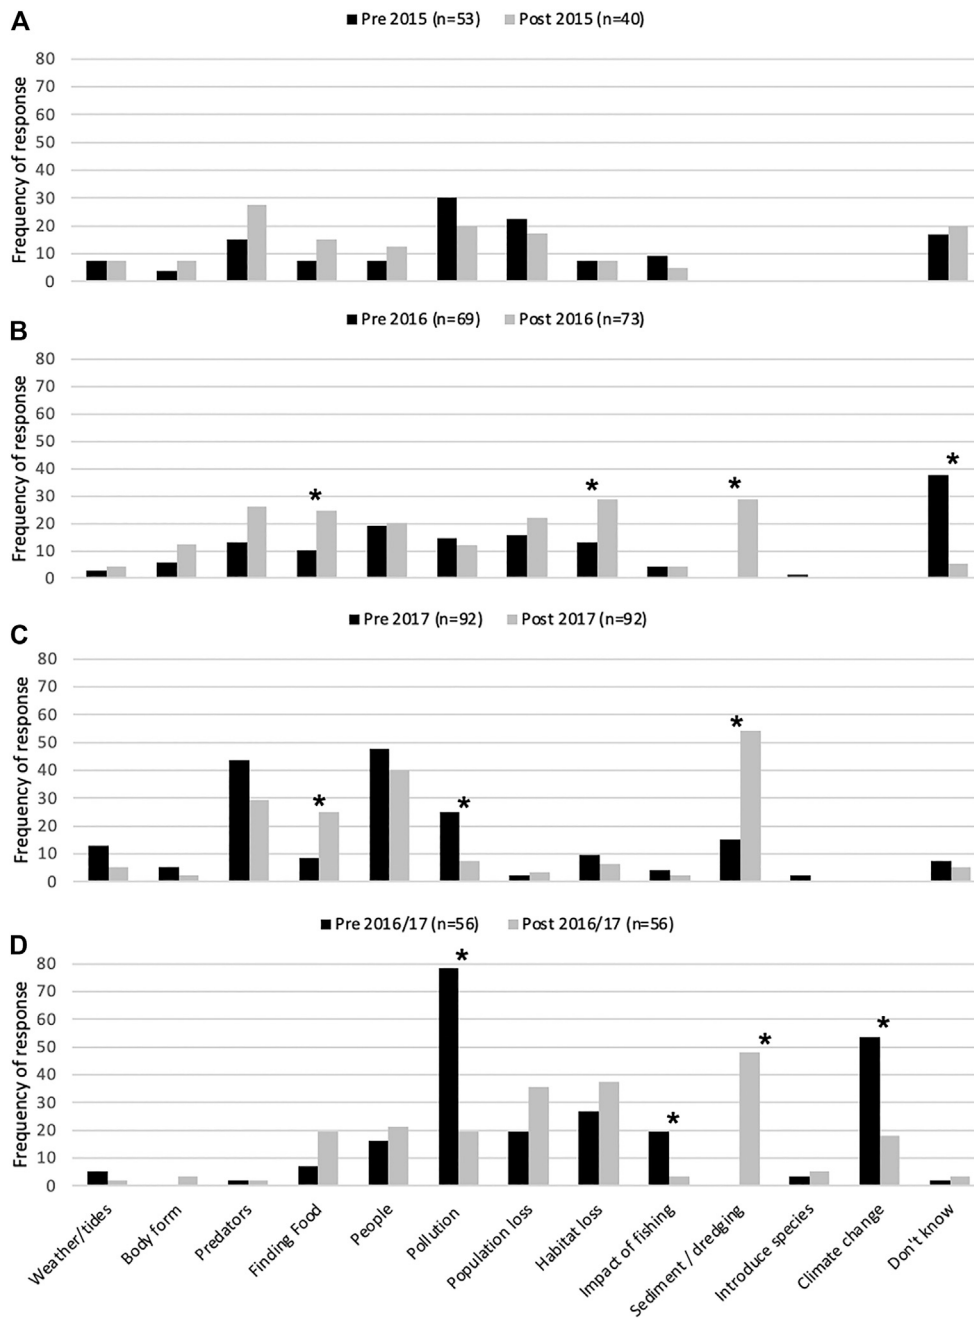 A
Pre 2015 (n=53) Post 2015 (n=40)
Frequency of response
80
70
60
50
40
30
20
10
0
B
Pre 2016 (n=69) Post 2016 (n=73)
Frequency of response
80
70
60
50
40
30
20
10
0
*
*
*
*
C
Pre 2017 (n=92) Post 2017 (n=92)
Frequency of response
80
70
60
50
40
30
20
10
0
*
*
*
D
Pre 2016/17 (n=56) Post 2016/17 (n=56)
Frequency of response
80
70
60
50
40
30
20
10
0
*
*
*
*
Weather/tides
Body form
Predators
Finding Food
People
Pollution
Population loss
Habitat loss
Impact of fishing
Sediment / dredging
Introduce species
Climate change
Don't know